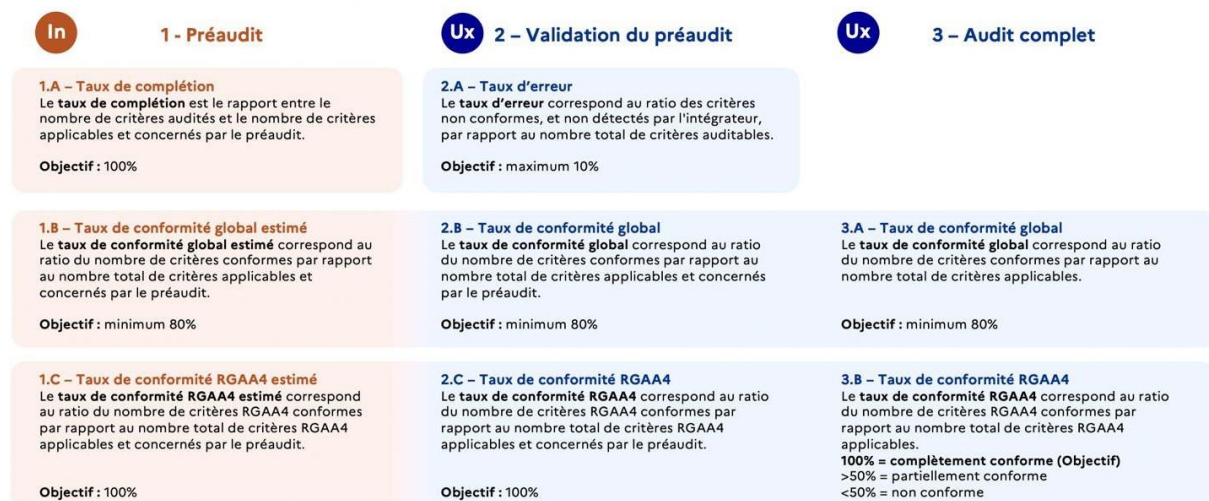 In
1 - Préaudit
Ux
2 – Validation du préaudit
Ux
3 – Audit complet
1.A – Taux de complétion
Le taux de complétion est le rapport entre le
nombre de critères audités et le nombre de critères
applicables et concernés par le préaudit.
Objectif : 100%
2.A – Taux d'erreur
Le taux d'erreur correspond au ratio des critères
non conformes, et non détectés par l'intégrateur,
par rapport au nombre total de critères auditables.
Objectif : maximum 10%
1.B – Taux de conformité global estimé
Le taux de conformité global estimé correspond au
ratio du nombre de critères conformes par rapport
au nombre total de critères applicables et
concernés par le préaudit.
Objectif : minimum 80%
2.B – Taux de conformité global
Le taux de conformité global correspond au ratio
du nombre de critères conformes par rapport au
nombre total de critères applicables et concernés
par le préaudit.
Objectif : minimum 80%
3.A – Taux de conformité global
Le taux de conformité global correspond au ratio
du nombre de critères conformes par rapport au
nombre total de critères applicables.
Objectif : minimum 80%
1.C – Taux de conformité RGAA4 estimé
Le taux de conformité RGAA4 estimé correspond
au ratio du nombre de critères RGAA4 conformes
par rapport au nombre total de critères RGAA4
applicables et concernés par le préaudit.
Objectif : 100%
2.C – Taux de conformité RGAA4
Le taux de conformité RGAA4 correspond au ratio
du nombre de critères RGAA4 conformes par
rapport au nombre total de critères RGAA4
applicables et concernés par le préaudit.
Objectif : 100%
3.B – Taux de conformité RGAA4
Le taux de conformité RGAA4 correspond au ratio
du nombre de critères RGAA4 conformes par
rapport au nombre total de critères RGAA4
applicables.
100% = complètement conforme (Objectif)
>50% = partiellement conforme
<50% = non conforme